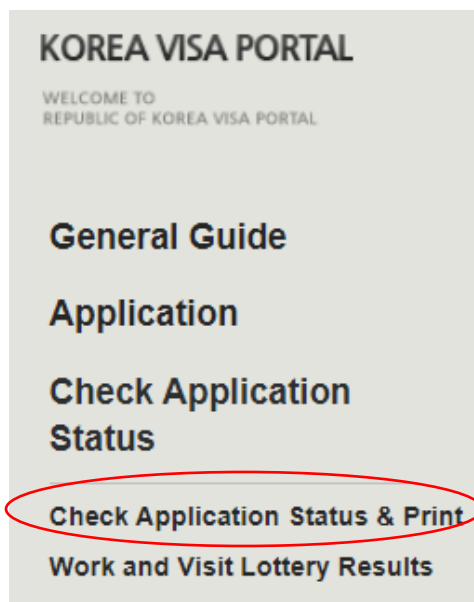 KOREA VISA PORTAL
WELCOME TO
REPUBLIC OF KOREA VISA PORTAL
General Guide
Application
Check Application
Status
Check Application Status & Print
Work and Visit Lottery Results